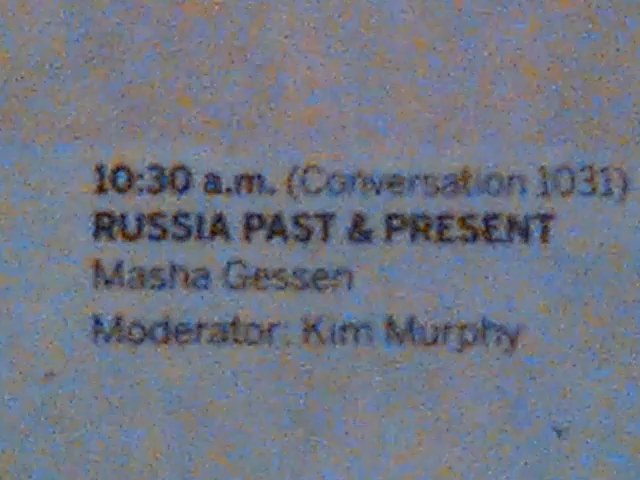 10:30 a.m. (Conversation 1031)
RUSSIA PAST & PRESENT
Masha Gessen
Moderator: Kim Murphy